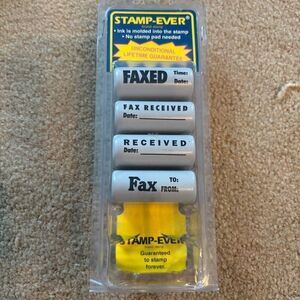 STAMP-EVER®
• Ink is molded into the stamp
• No stamp pad needed
UNCONDITIONAL
LIFETIME GUARANTEE
FAXED Time:
Date:
FAX RECEIVED
Date:
RECEIVED
Date:
Fax TO:
FROM:
STAMP-EVER
Guaranteed
to stamp
forever.